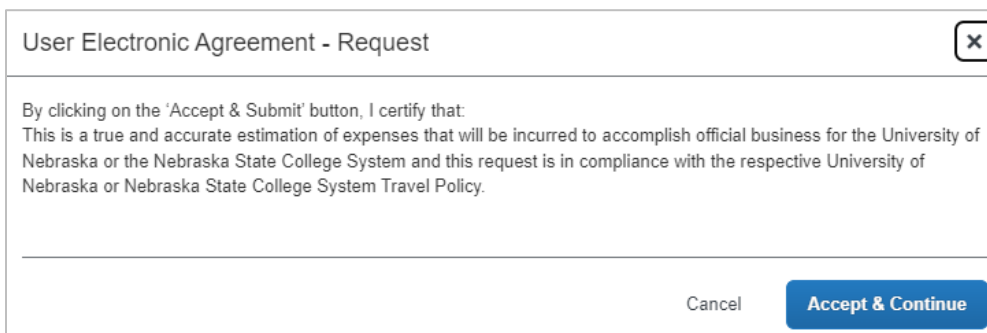 User Electronic Agreement - Request
By clicking on the ‘Accept & Submit’ button, I certify that:
This is a true and accurate estimation of expenses that will be incurred to accomplish official business for the University of
Nebraska or the Nebraska State College System and this request is in compliance with the respective University of
Nebraska or Nebraska State College System Travel Policy.
Cancel
Accept & Continue